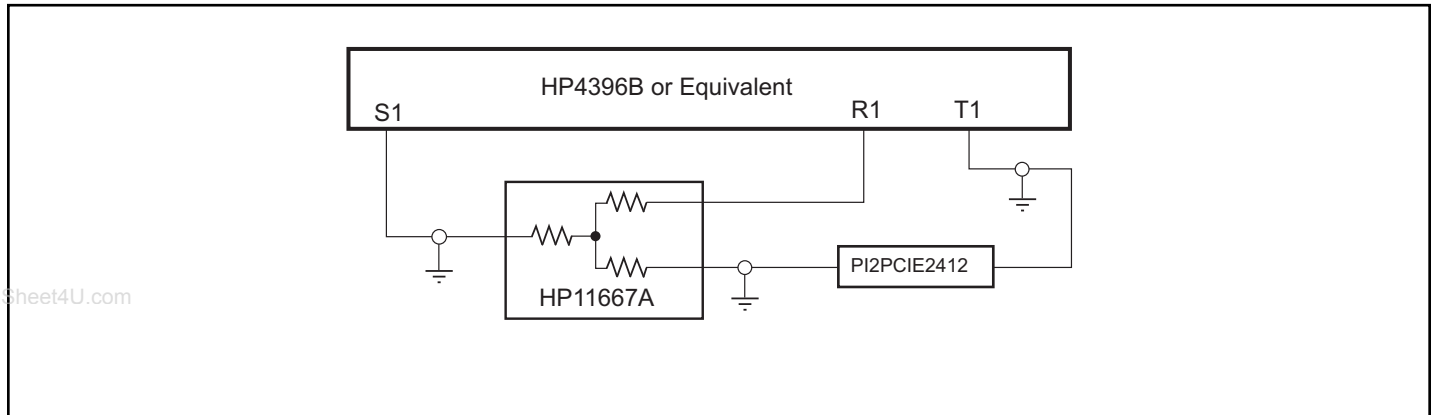 HP4396B or Equivalent
S1
R1
T1
PI2PCIE2412
HP11667A
Sheet4U.com